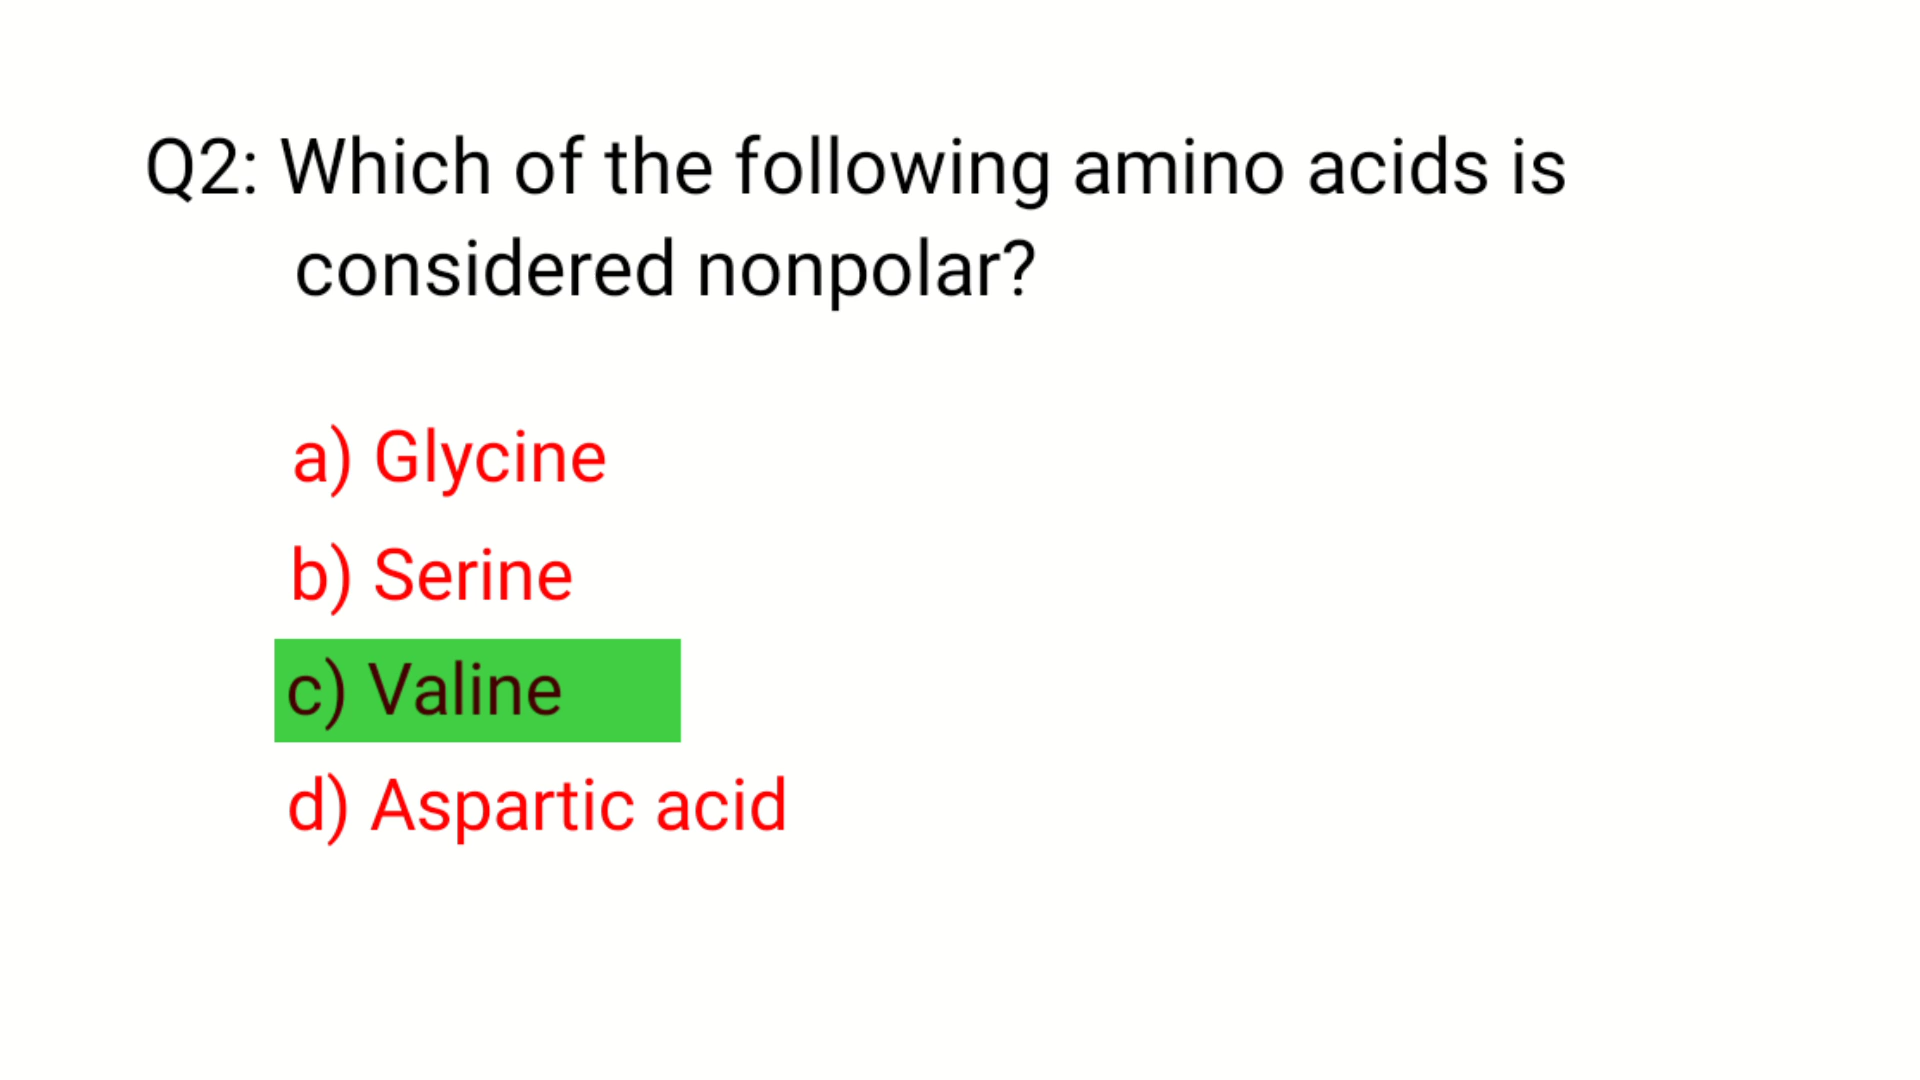 Q2: Which of the following amino acids is
considered nonpolar?
a) Glycine
b) Serine
c) Valine
d) Aspartic acid